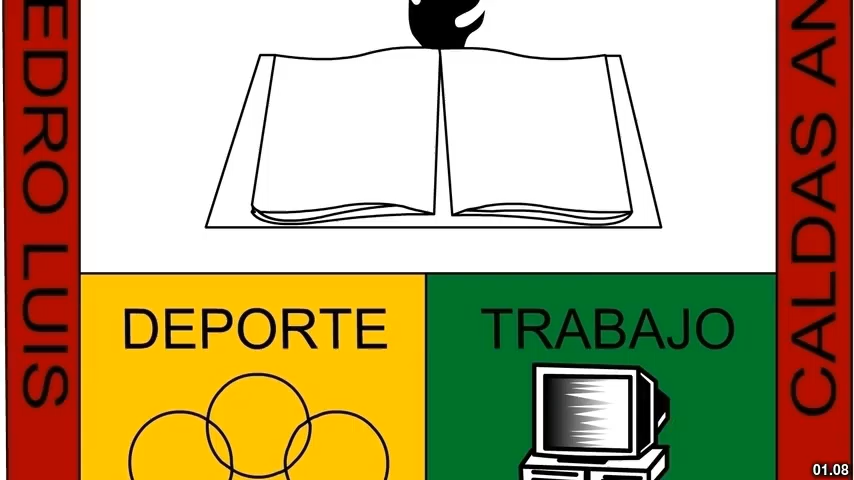 EDRO LUIS
DEPORTE
TRABAJO
CALDAS AN
01.08